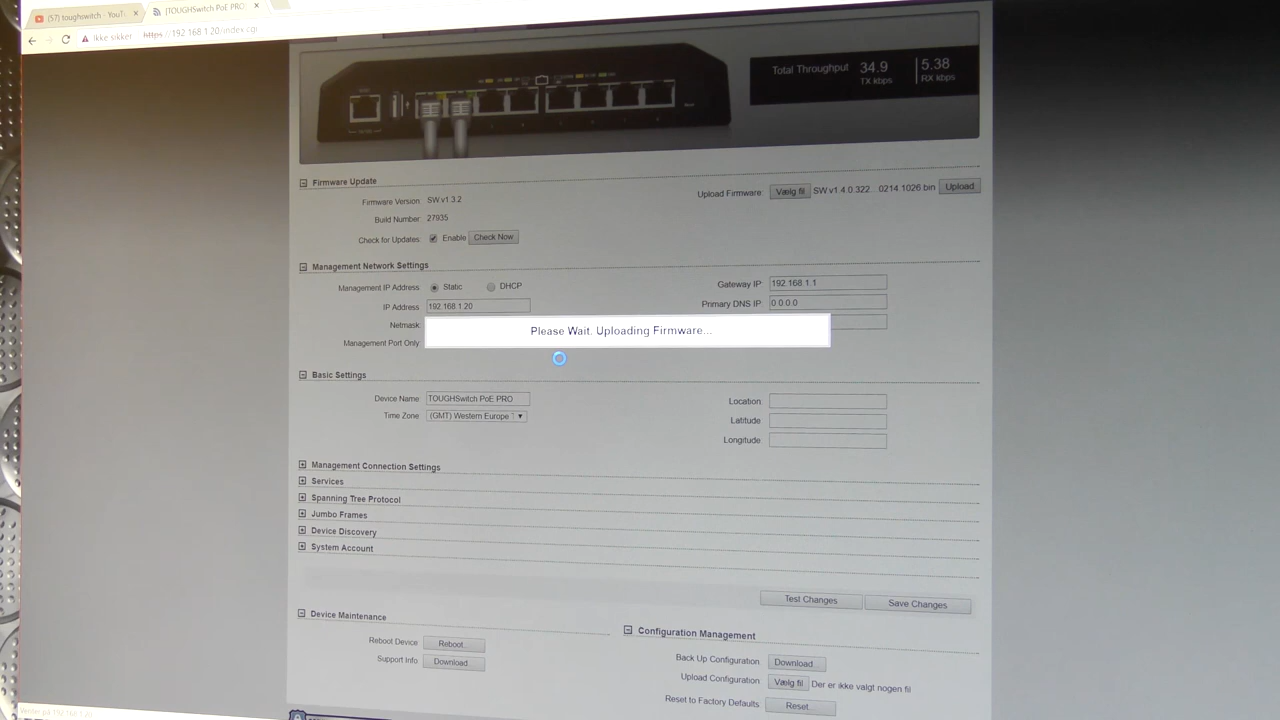 (57) toughswitch - YouTu
[TOUGHSwitch PoE PRO
Ikke sikker https://192.168.1.20/index.cgi
Total Throughput 34.9 5.38
TX kbps RX kbps
Firmware Update
Firmware Version: SW v1.3.2
Build Number: 27935
Check for Updates: Enable Check Now
Upload Firmware: Vælg fil SW v1.4.0.322...0214.1026.bin Upload
Management Network Settings
Management IP Address: Static DHCP
IP Address: 192.168.1.20
Netmask:
Management Port Only:
Gateway IP: 192.168.1.1
Primary DNS IP: 0.0.0.0
Please Wait. Uploading Firmware...
Basic Settings
Device Name: TOUGHSwitch PoE PRO
Time Zone: (GMT) Western Europe
Location:
Latitude:
Longitude:
Management Connection Settings
Services
Spanning Tree Protocol
Jumbo Frames
Device Discovery
System Account
Test Changes Save Changes
Device Maintenance
Reboot Device: Reboot...
Support Info: Download...
Configuration Management
Back Up Configuration: Download...
Upload Configuration: Vælg fil Der er ikke valgt nogen fil
Reset to Factory Defaults: Reset...
Venter på 192.168.1.20